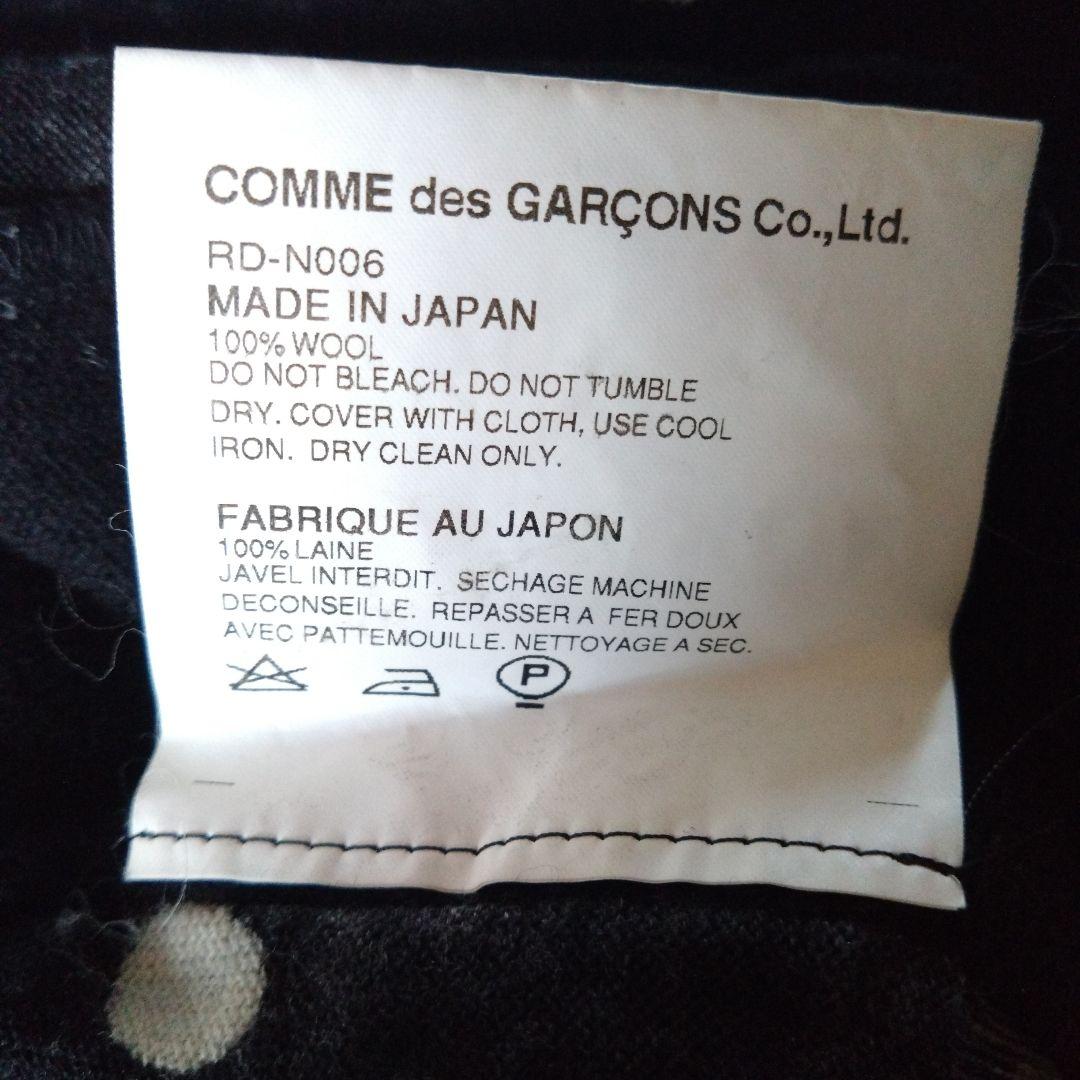 COMME des GARÇONS Co.,Ltd.
RD-N006
MADE IN JAPAN
100% WOOL
DO NOT BLEACH. DO NOT TUMBLE
DRY. COVER WITH CLOTH, USE COOL
IRON. DRY CLEAN ONLY.
FABRIQUE AU JAPON
100% LAINE
JAVEL INTERDIT. SECHAGE MACHINE
DECONSEILLE. REPASSER A FER DOUX
AVEC PATTEMOUILLE. NETTOYAGE A SEC.
P